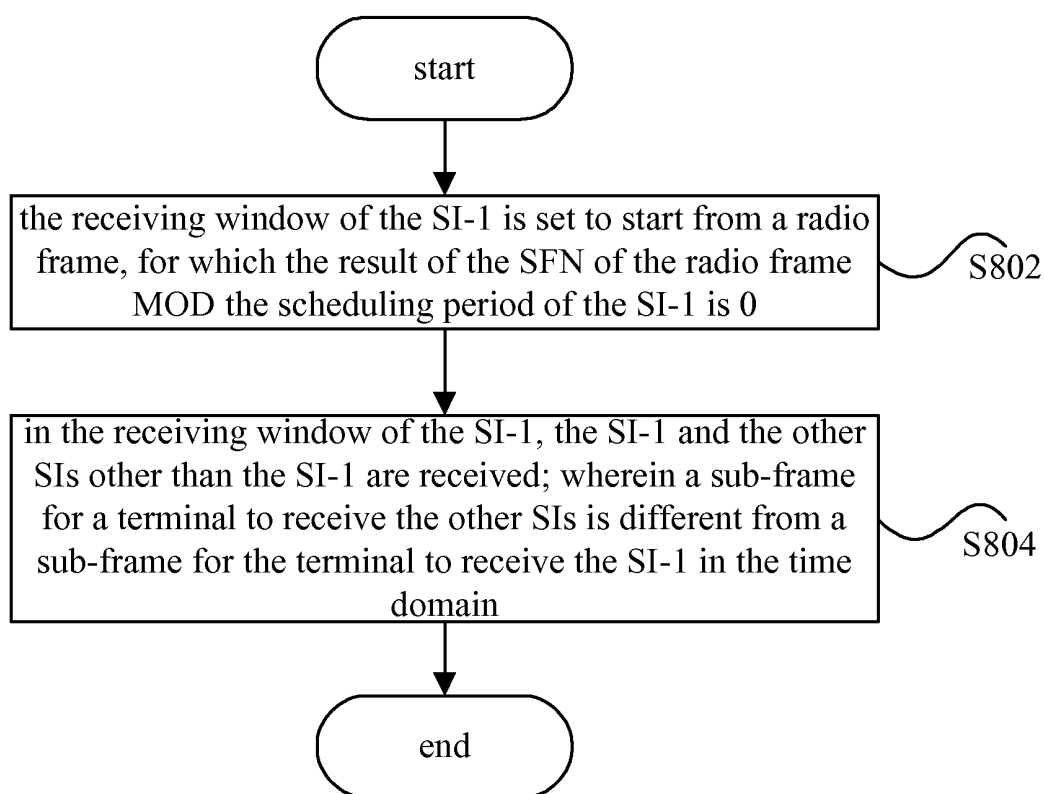 start
the receiving window of the SI-1 is set to start from a radio
frame, for which the result of the SFN of the radio frame
MOD the scheduling period of the SI-1 is 0
S802
in the receiving window of the SI-1, the SI-1 and the other
SIs other than the SI-1 are received; wherein a sub-frame
for a terminal to receive the other SIs is different from a
sub-frame for the terminal to receive the SI-1 in the time
domain
S804
end